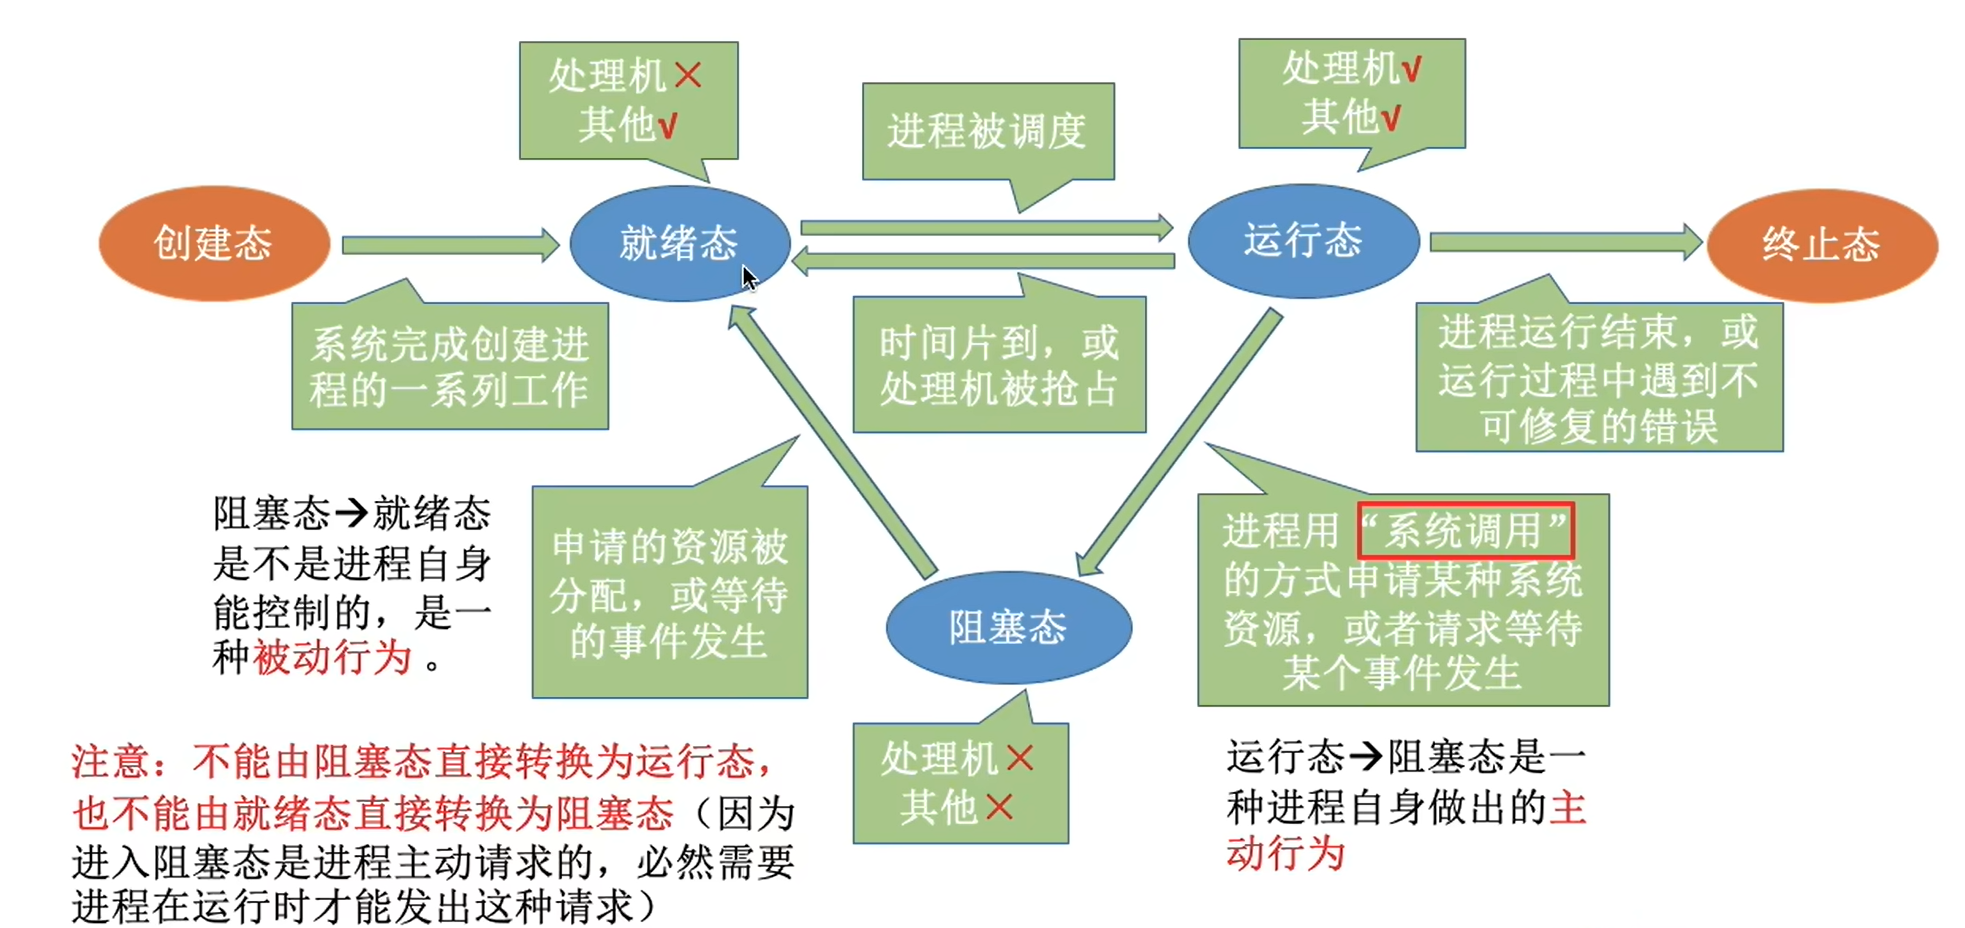 处理机×
其他√
进程被调度
处理机√
其他√
创建态
就绪态
运行态
终止态
系统完成创建进
程的一系列工作
时间片到，或
处理机被抢占
进程运行结束，或
运行过程中遇到不
可修复的错误
阻塞态→就绪态
是不是进程自身
能控制的，是一
种被动行为 。
申请的资源被
分配，或等待
的事件发生
阻塞态
进程用“系统调用”
的方式申请某种系统
资源，或者请求等待
某个事件发生
处理机×
其他×
运行态→阻塞态是一
种进程自身做出的主
动行为
注意：不能由阻塞态直接转换为运行态，
也不能由就绪态直接转换为阻塞态（因为
进入阻塞态是进程主动请求的，必然需要
进程在运行时才能发出这种请求）